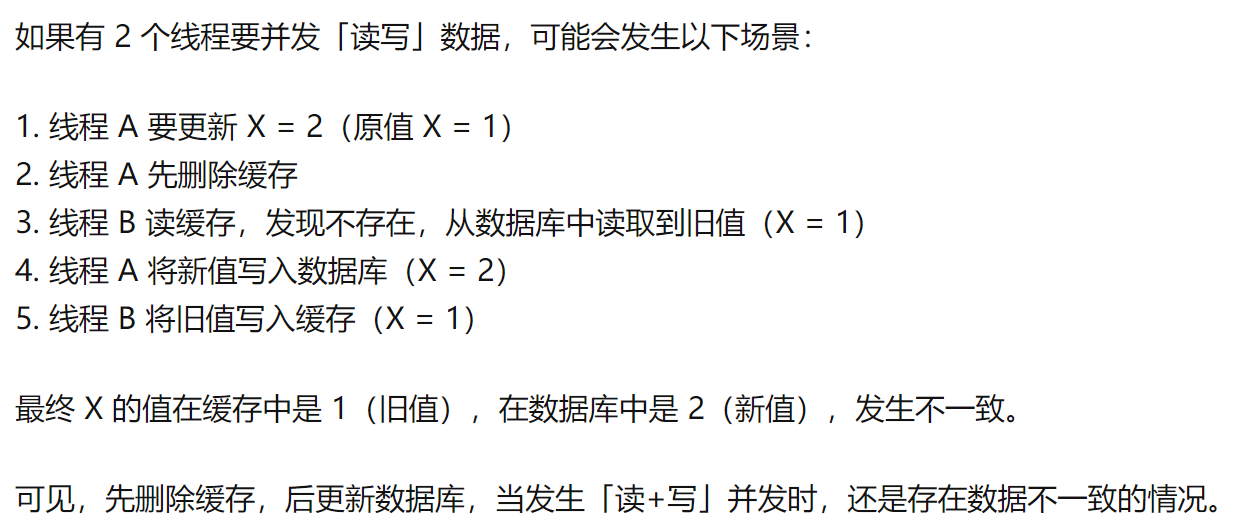 如果有 2 个线程要并发「读写」数据，可能会发生以下场景：
1. 线程 A 要更新 X = 2（原值 X = 1）
2. 线程 A 先删除缓存
3. 线程 B 读缓存，发现不存在，从数据库中读取到旧值（X = 1）
4. 线程 A 将新值写入数据库（X = 2）
5. 线程 B 将旧值写入缓存（X = 1）
最终 X 的值在缓存中是 1（旧值），在数据库中是 2（新值），发生不一致。
可见，先删除缓存，后更新数据库，当发生「读+写」并发时，还是存在数据不一致的情况。